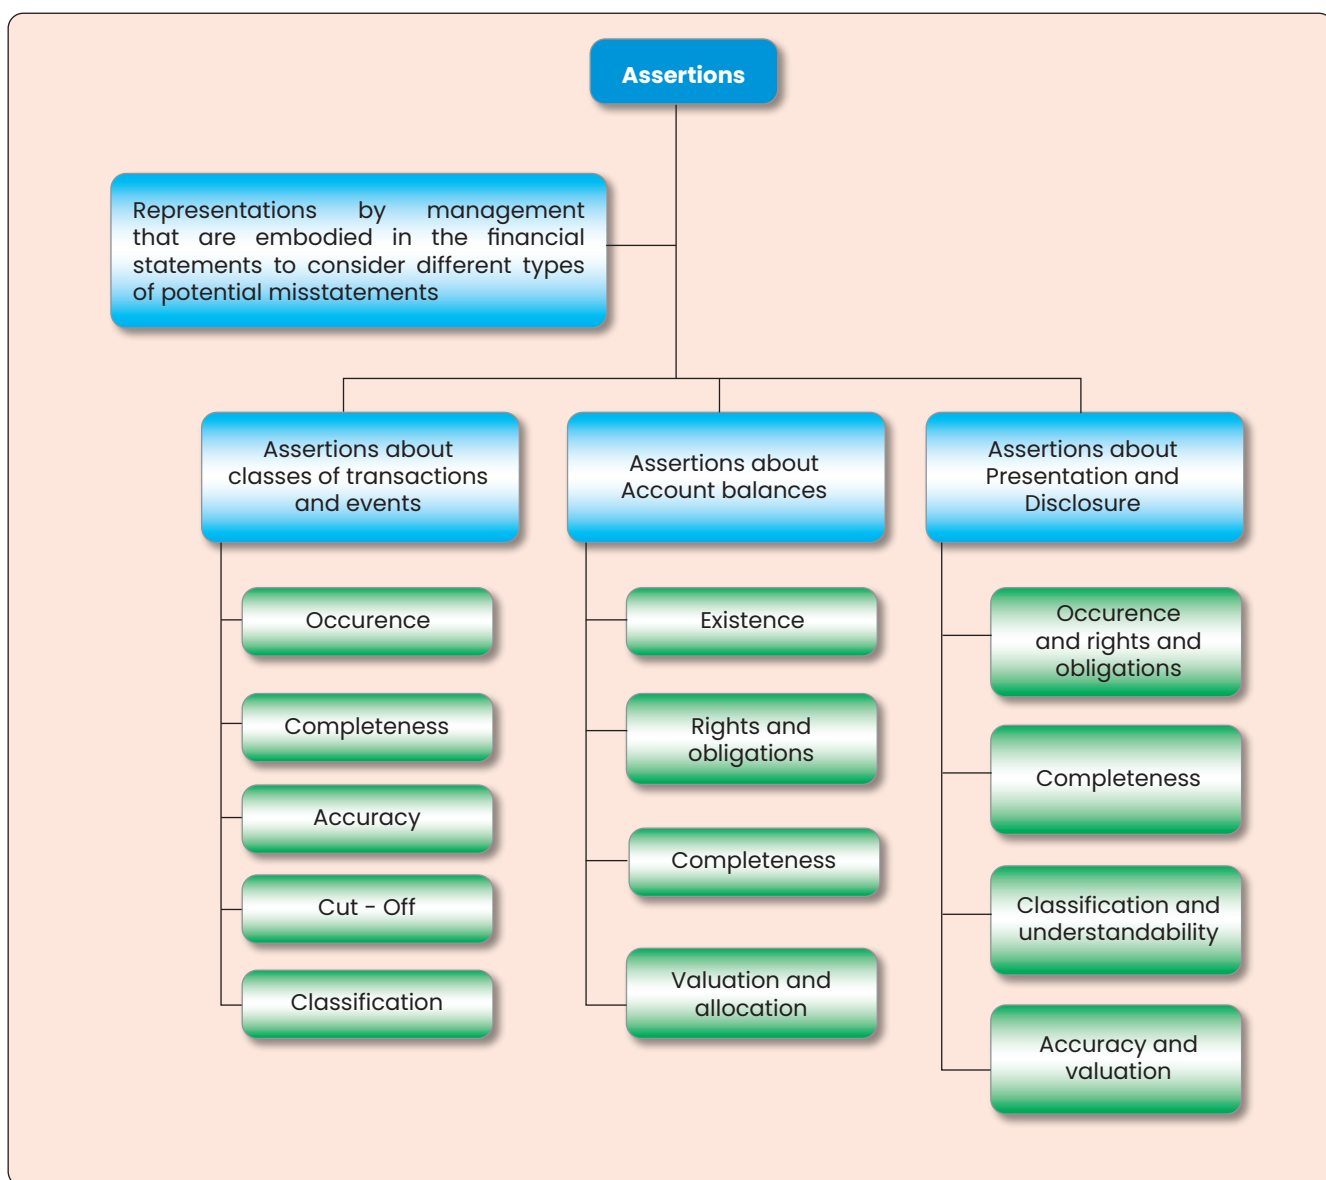 Assertions
Representations by management
that are embodied in the financial
statements to consider different types
of potential misstatements
Assertions about
classes of transactions
and events
Occurence
Completeness
Accuracy
Cut - Off
Classification
Assertions about
Account balances
Existence
Rights and
obligations
Completeness
Valuation and
allocation
Assertions about
Presentation and
Disclosure
Occurence
and rights and
obligations
Completeness
Classification and
understandability
Accuracy and
valuation